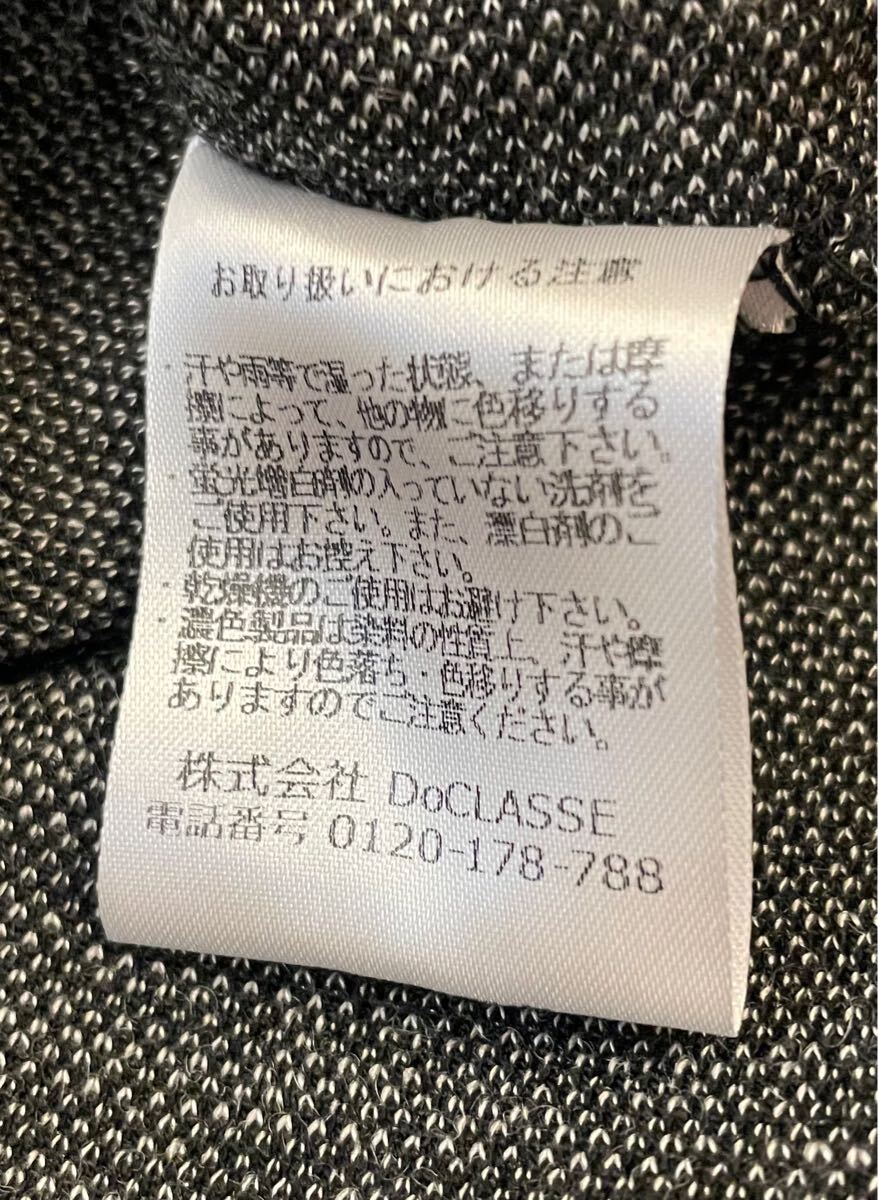 お取り扱いにおける注意
・汗や雨等で湿った状態、または摩
擦によって、他の物に色移りする
事がありますので、ご注意下さい。
・蛍光増白剤の入っていない洗剤を
ご使用下さい。また、漂白剤のご
使用はお控え下さい。
・乾燥機のご使用はお避け下さい。
・濃色製品は染料の性質上、汗や摩
擦により色落ち・色移りする事が
ありますのでご注意ください。
株式会社 DoCLASSE
電話番号 0120-178-788